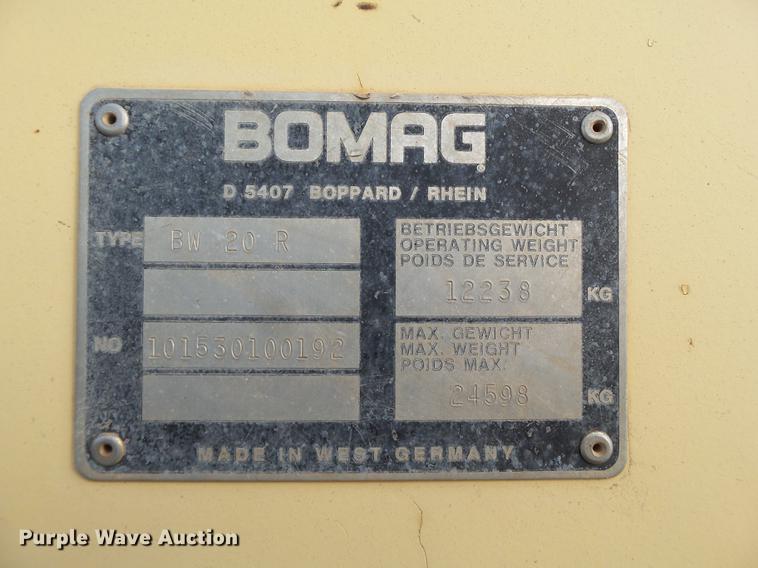 BOMAG
D 5407 BOPPARD / RHEIN
TYPE BW 20 R
NO 101530100192
BETRIEBSGEWICHT
OPERATING WEIGHT
POIDS DE SERVICE
12238 KG
MAX. GEWICHT
MAX. WEIGHT
POIDS MAX.
24598 KG
MADE IN WEST GERMANY
Purple Wave Auction